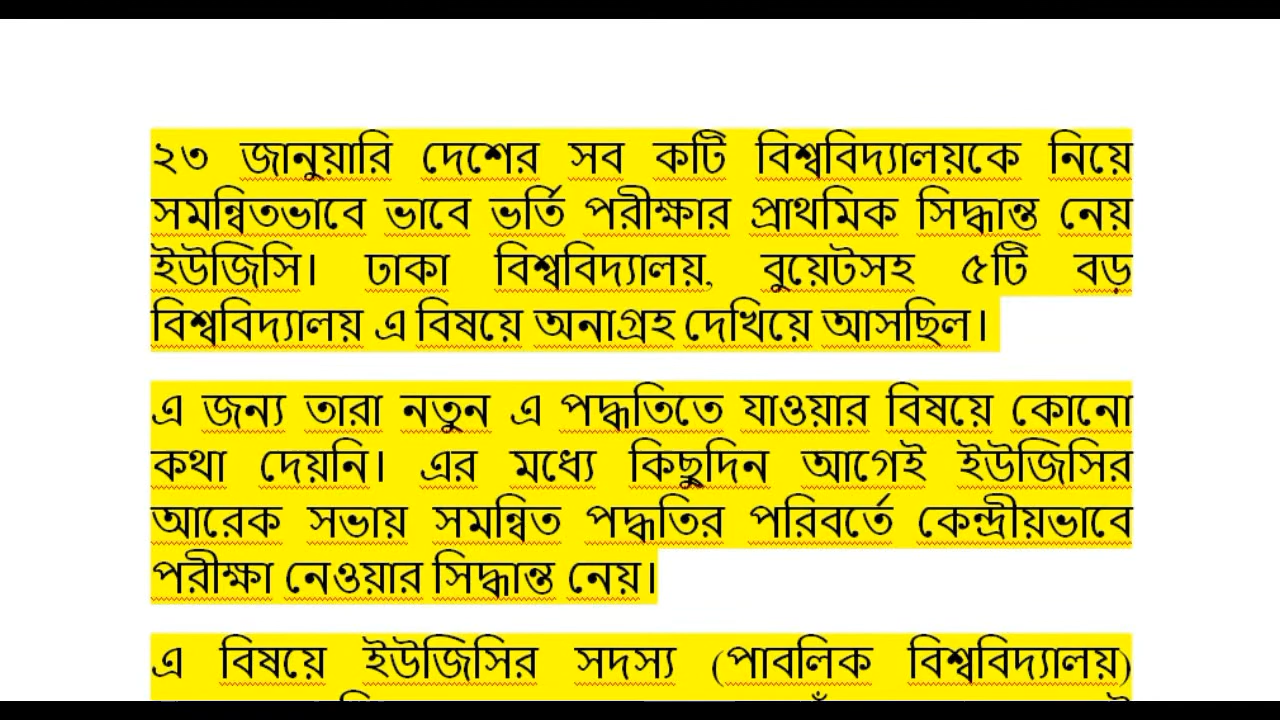 ২৩ জানুয়ারি দেশের সব কটি বিশ্ববিদ্যালয়কে নিয়ে
সমন্বিতভাবে ভাবে ভর্তি পরীক্ষার প্রাথমিক সিদ্ধান্ত নেয়
ইউজিসি। ঢাকা বিশ্ববিদ্যালয়, বুয়েটসহ ৫টি বড়
বিশ্ববিদ্যালয় এ বিষয়ে অনাগ্রহ দেখিয়ে আসছিল।
এ জন্য তারা নতুন এ পদ্ধতিতে যাওয়ার বিষয়ে কোনো
কথা দেয়নি। এর মধ্যে কিছুদিন আগেই ইউজিসির
আরেক সভায় সমন্বিত পদ্ধতির পরিবর্তে কেন্দ্রীয়ভাবে
পরীক্ষা নেওয়ার সিদ্ধান্ত নেয়।
এ বিষয়ে ইউজিসির সদস্য (পাবলিক বিশ্ববিদ্যালয়)